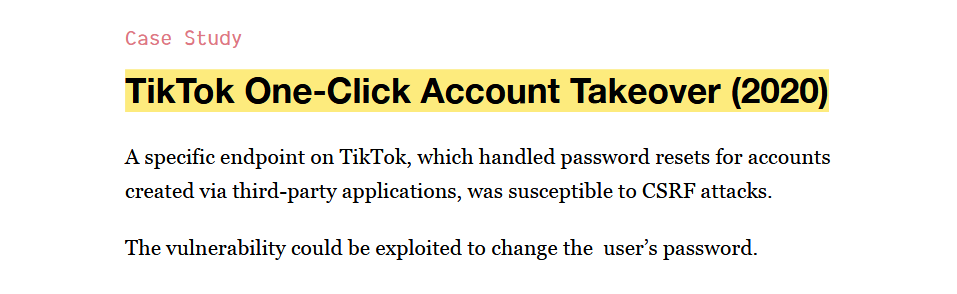 Case Study
TikTok One-Click Account Takeover (2020)
A specific endpoint on TikTok, which handled password resets for accounts
created via third-party applications, was susceptible to CSRF attacks.
The vulnerability could be exploited to change the  user’s password.